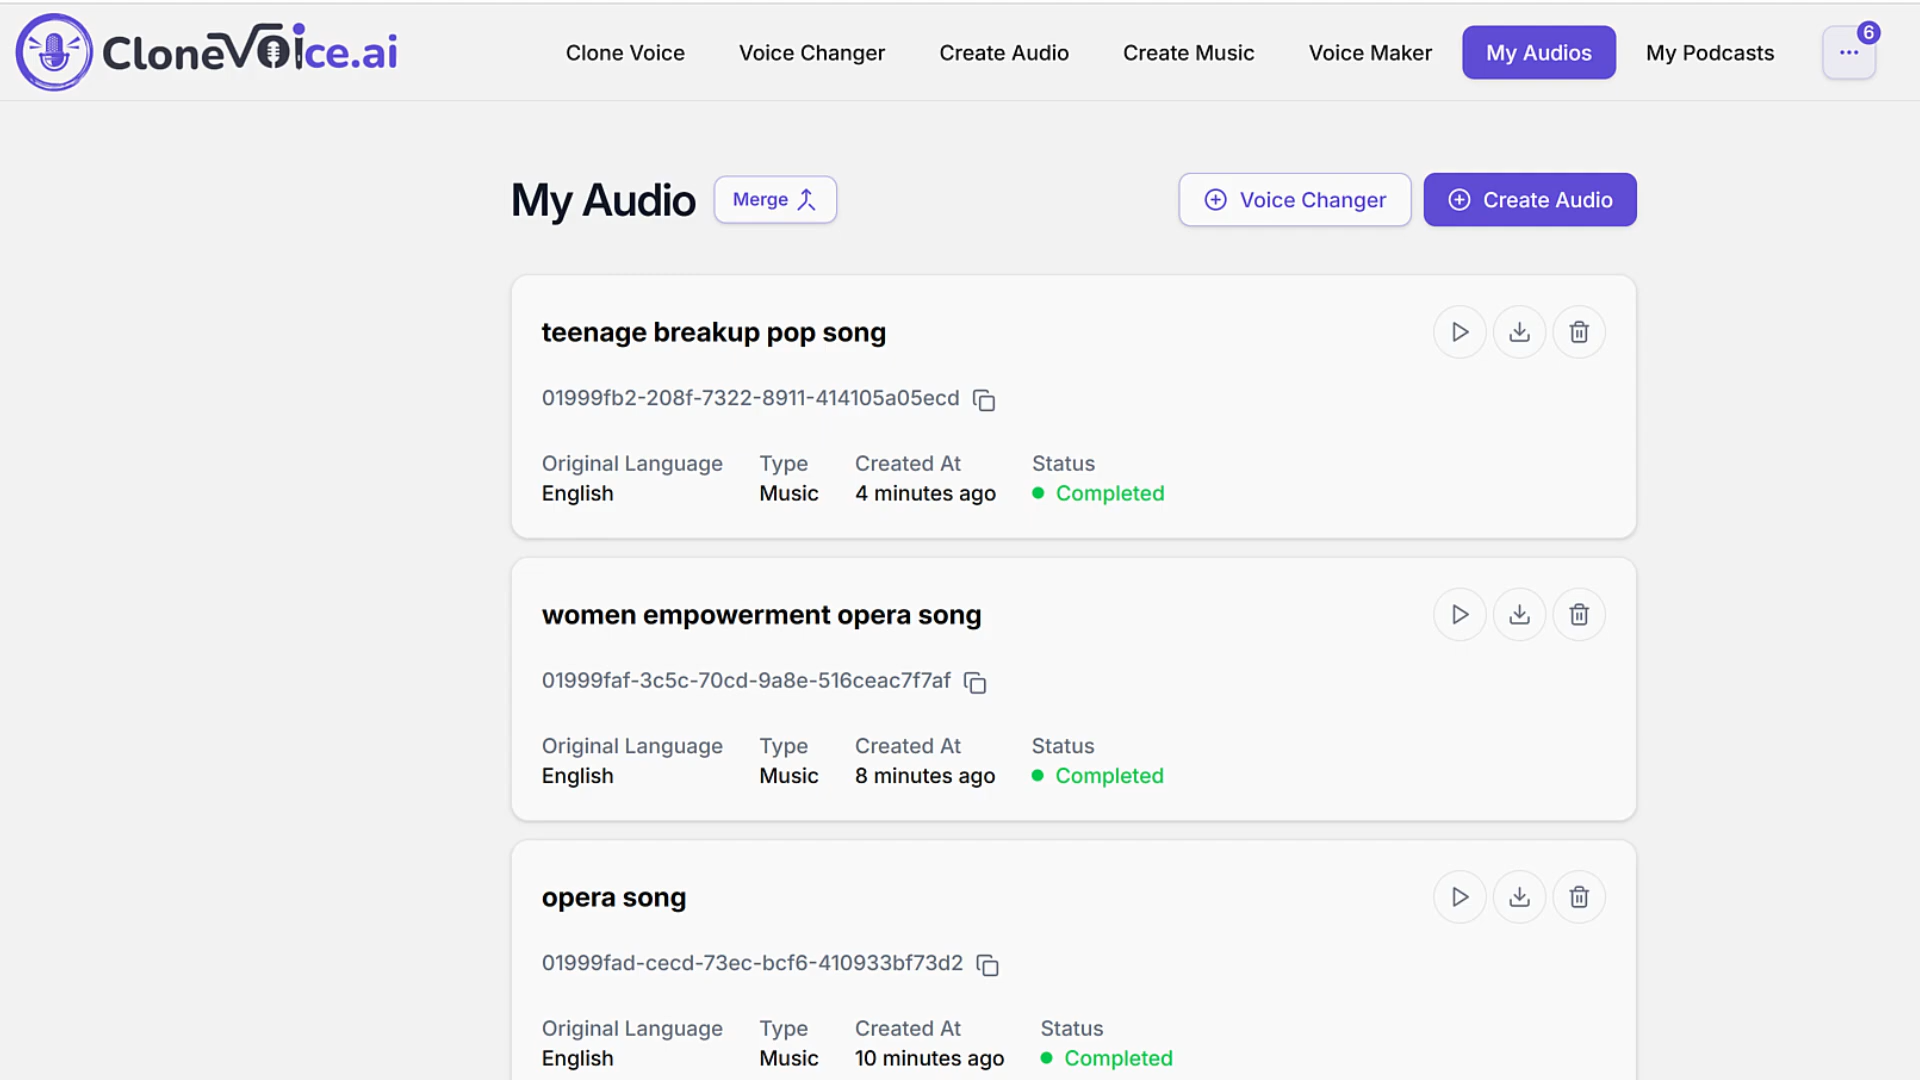 CloneVoice.ai
Clone Voice Voice Changer Create Audio Create Music Voice Maker My Audios My Podcasts 6
My Audio Merge Voice Changer Create Audio
teenage breakup pop song
01999fb2-208f-7322-8911-414105a05ecd
Original Language Type Created At Status
English Music 4 minutes ago Completed
women empowerment opera song
01999faf-3c5c-70cd-9a8e-516ceac7f7af
Original Language Type Created At Status
English Music 8 minutes ago Completed
opera song
01999fad-cecd-73ec-bcf6-410933bf73d2
Original Language Type Created At Status
English Music 10 minutes ago Completed